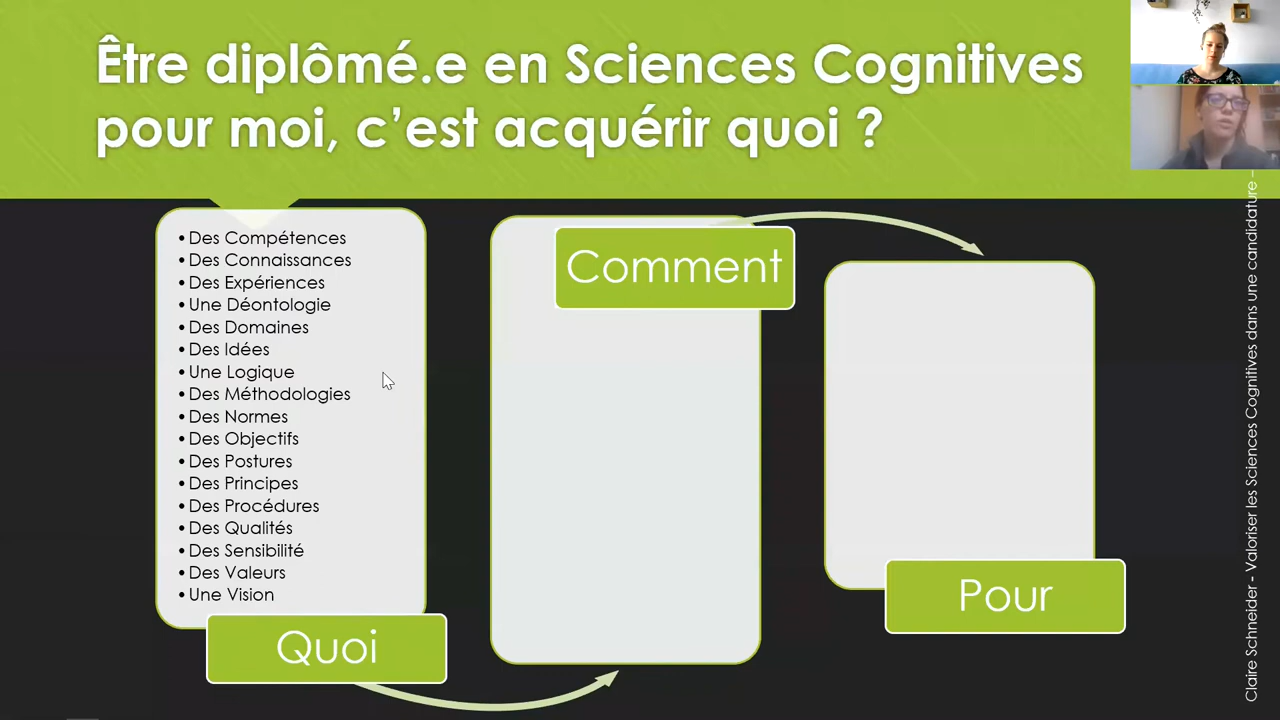 Être diplômé.e en Sciences Cognitives
pour moi, c’est acquérir quoi ?
• Des Compétences
• Des Connaissances
• Des Expériences
• Une Déontologie
• Des Domaines
• Des Idées
• Une Logique
• Des Méthodologies
• Des Normes
• Des Objectifs
• Des Postures
• Des Principes
• Des Procédures
• Des Qualités
• Des Sensibilité
• Des Valeurs
• Une Vision
Quoi
Comment
Pour
Claire Schneider - Valoriser les Sciences Cognitives dans une candidature –